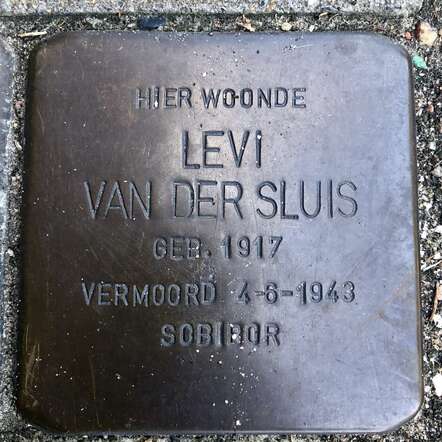 HIER WOONDE
LEVI
VAN DER SLUIS
GEB. 1917
VERMOORD 4-6-1943
SOBIBOR